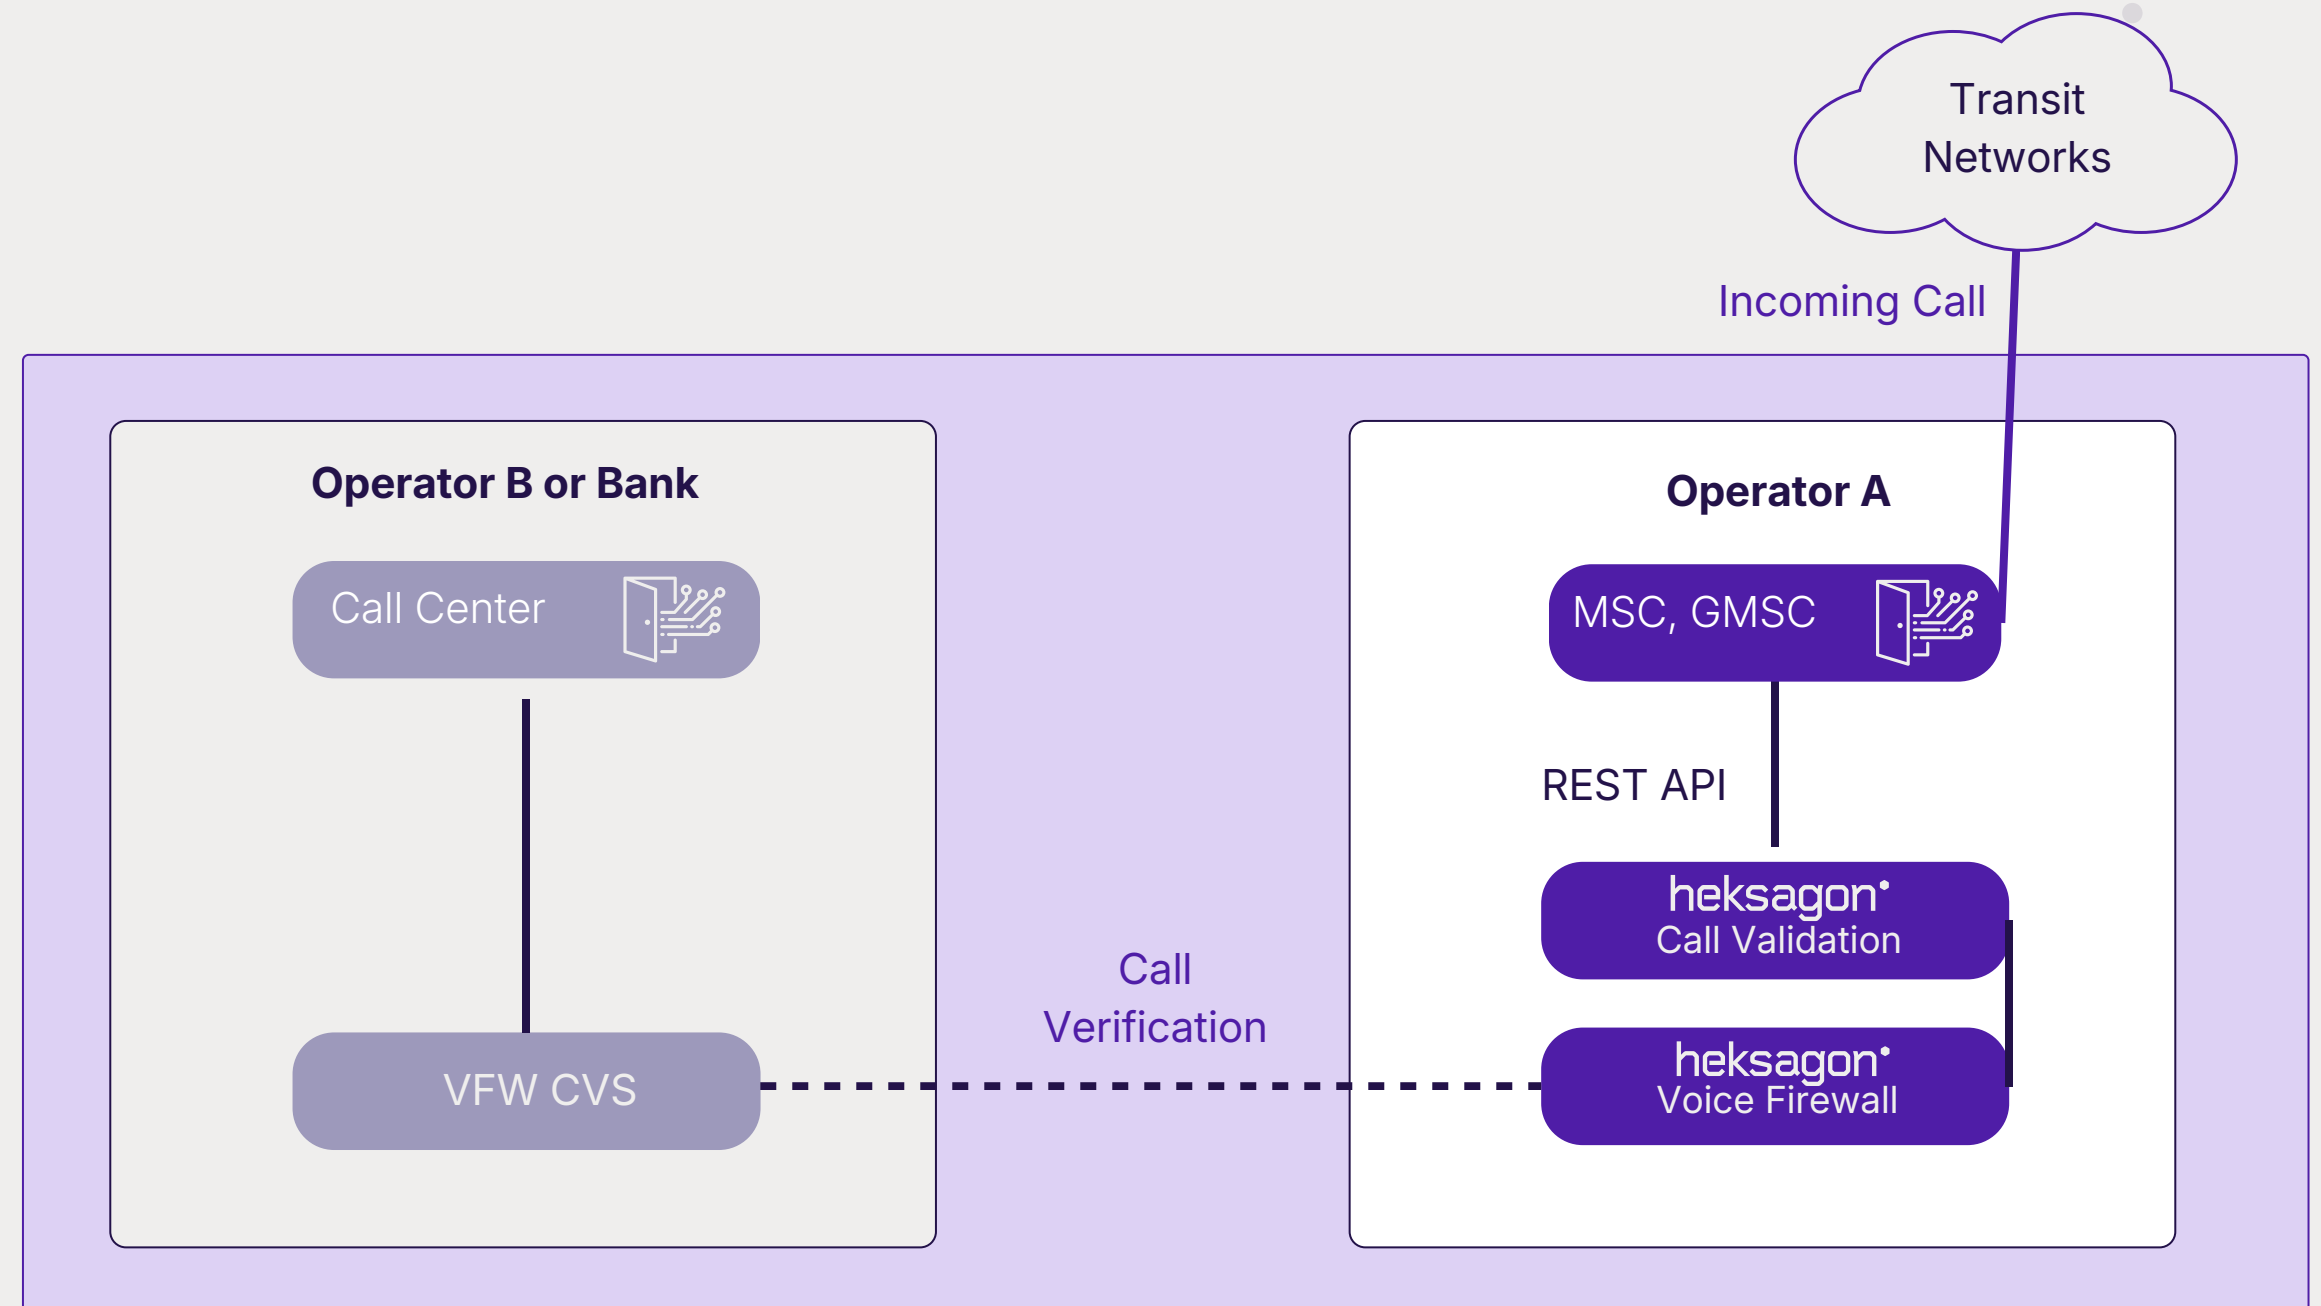 Transit
Networks
Incoming Call
Operator B or Bank
Operator A
Call Center
MSC, GMSC
REST API
heksagon
Call Validation
Call
Verification
VFW CVS
heksagon
Voice Firewall